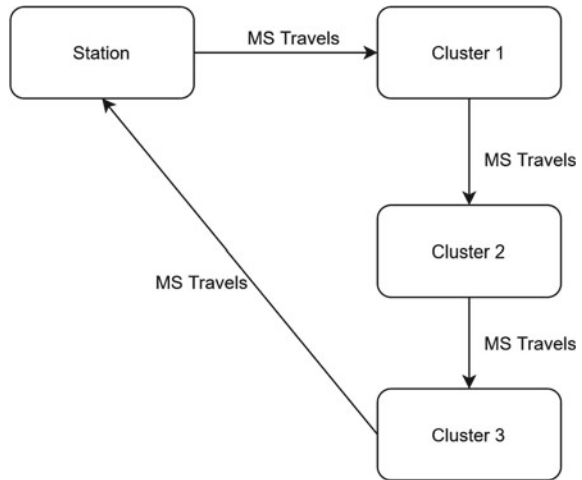 Station
MS Travels
Cluster 1
MS Travels
Cluster 2
MS Travels
MS Travels
Cluster 3